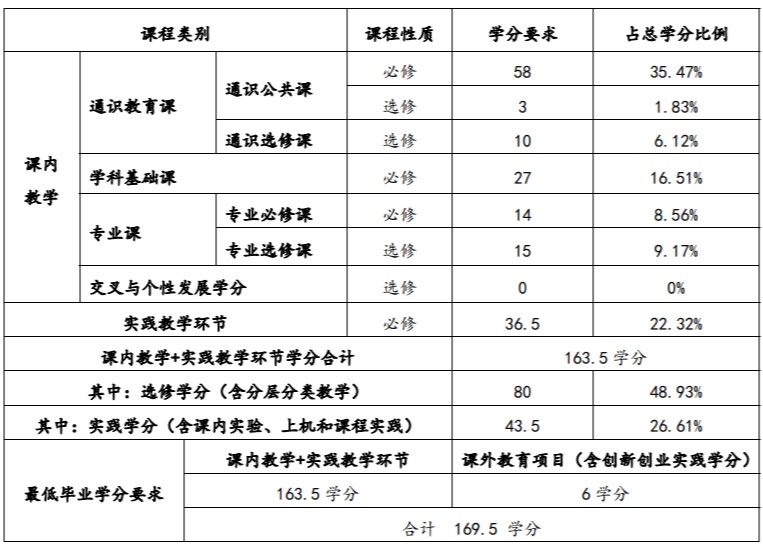 课程类别 课程性质 学分要求 占总学分比例
课内教学 通识教育课 通识公共课 必修 58 35.47%
选修 3 1.83%
通识选修课 选修 10 6.12%
学科基础课 必修 27 16.51%
专业课 专业必修课 必修 14 8.56%
专业选修课 选修 15 9.17%
交叉与个性发展学分 选修 0 0%
实践教学环节 必修 36.5 22.32%
课内教学+实践教学环节学分合计 163.5 学分
其中：选修学分（含分层分类教学） 80 48.93%
其中：实践学分（含课内实验、上机和课程实践） 43.5 26.61%
最低毕业学分要求 课内教学+实践教学环节 课外教育项目（含创新创业实践学分）
163.5 学分 6 学分
合计 169.5 学分